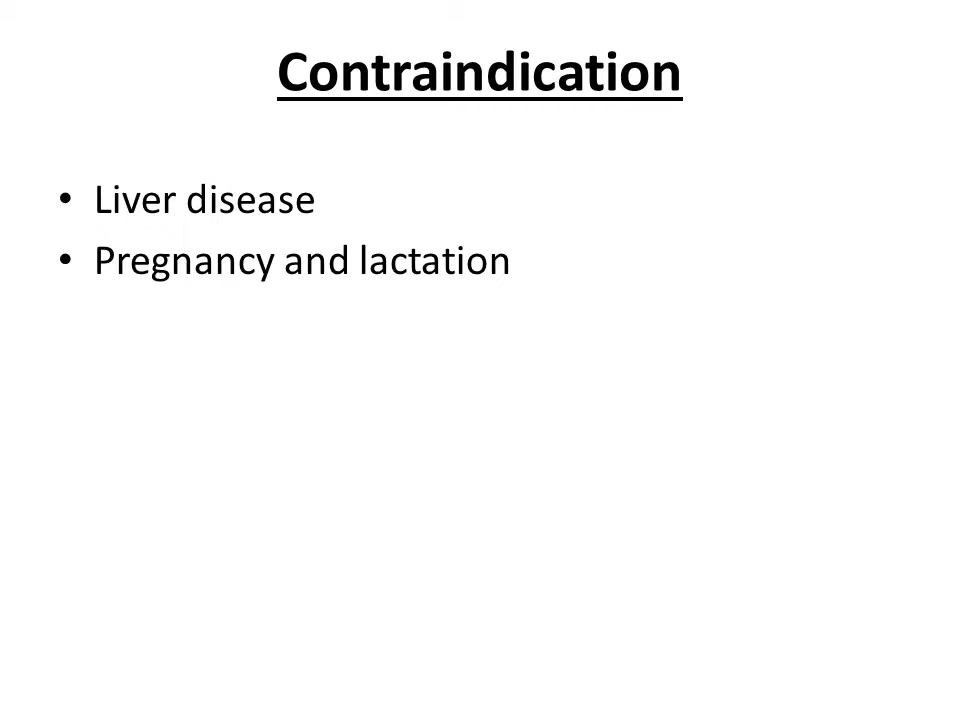 Contraindication
• Liver disease
• Pregnancy and lactation